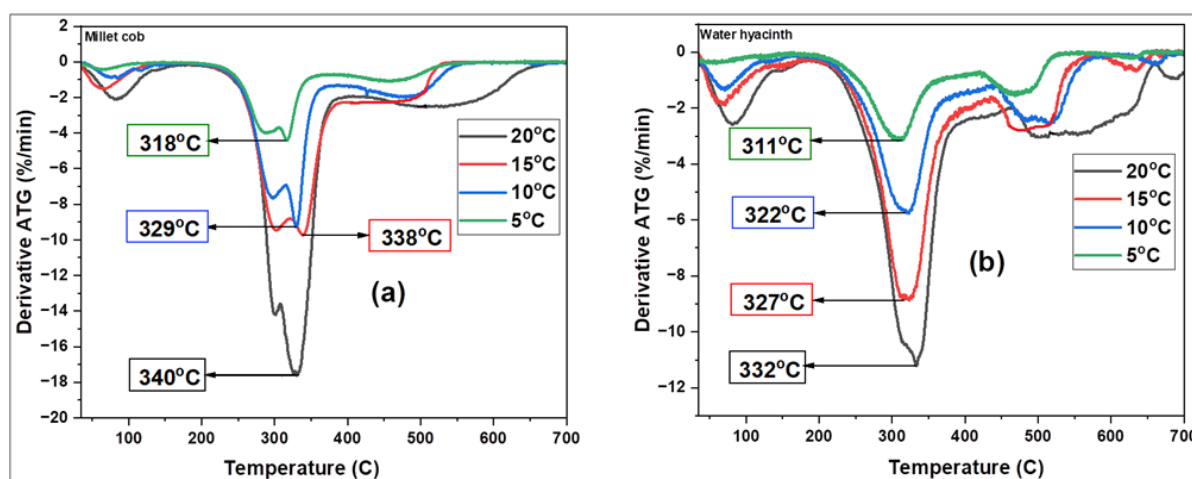 Millet cob
Derivative ATG (%/min)
2
0
−2
−4
−6
−8
−10
−12
−14
−16
−18
−20
318°C
329°C
338°C
340°C
20°C
15°C
10°C
5°C
(a)
100 200 300 400 500 600 700
Temperature (C)
Water hyacinth
Derivative ATG (%/min)
0
−2
−4
−6
−8
−10
−12
311°C
322°C
327°C
332°C
20°C
15°C
10°C
5°C
(b)
100 200 300 400 500 600 700
Temperature (C)